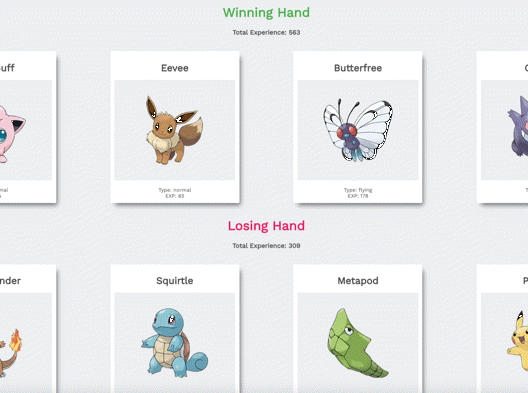 Winning Hand
Total Experience: 563
uff
Eevee
Butterfree
Type: normal
EXP: 65
Type: flying
EXP: 178
Losing Hand
Total Experience: 309
nder
Squirtle
Metapod
P